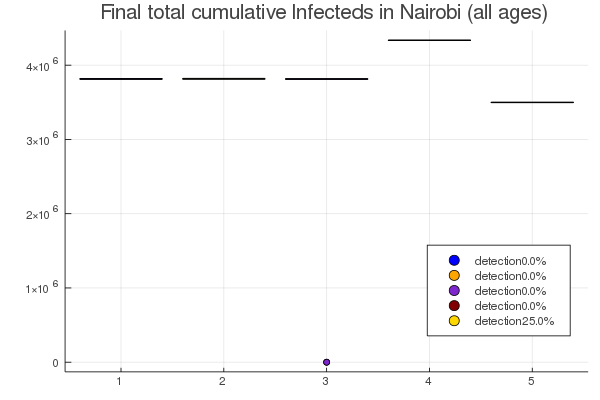 Final total cumulative Infecteds in Nairobi (all ages)
4×10 6
3×10 6
2×10 6
1×10 6
0
1 2 3 4 5
detection0.0%
detection0.0%
detection0.0%
detection0.0%
detection25.0%